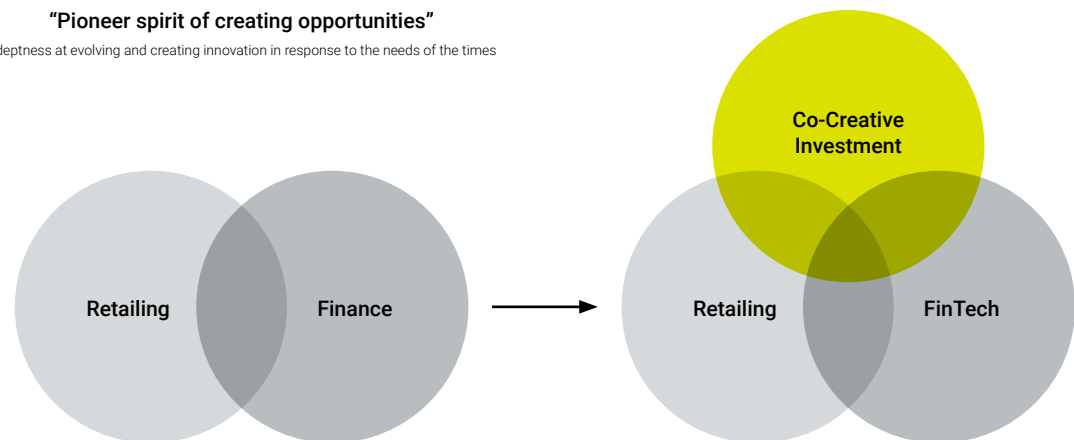 “Pioneer spirit of creating opportunities”
at evolving and creating innovation in response to the needs of the times
Co-Creative
Investment
Retailing
Finance
Retailing
FinTech